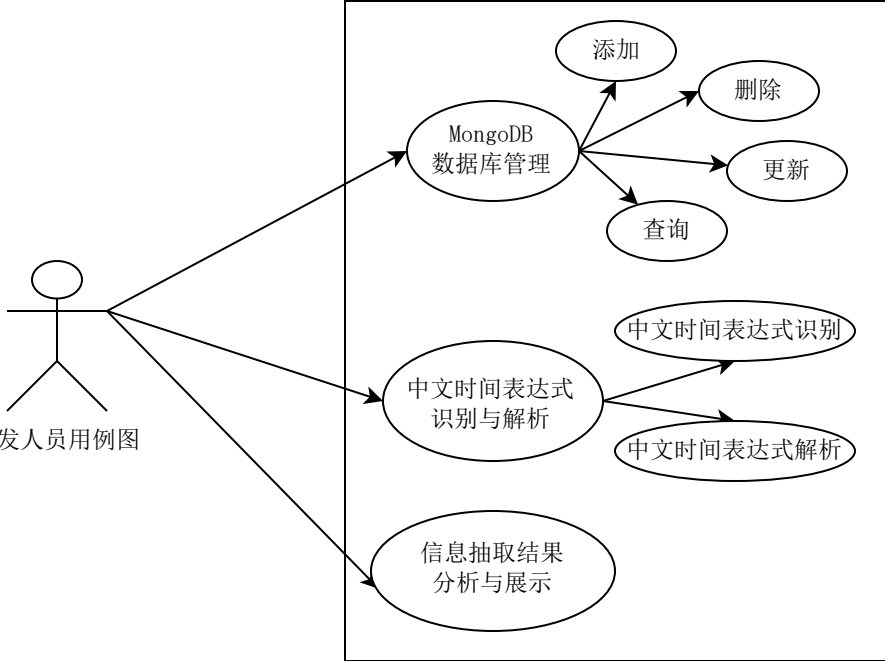 添加
删除
MongoDB
数据库管理
更新
查询
中文时间表达式识别
中文时间表达式
识别与解析
发人员用例图
中文时间表达式解析
信息抽取结果
分析与展示